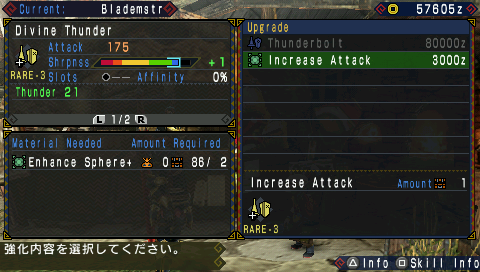 Current: Blademstr
57605z
Divine Thunder
Attack 175
Shrpnss +1
RARE-3 Slots ●-- Affinity 0%
Thunder 21
L 1/2 R
Material Needed Amount Required
Enhance Sphere+ 0 86/ 2
Upgrade
Thunderbolt 80000z
Increase Attack 3000z
Increase Attack Amount 1
RARE-3
強化内容を選択してください。
△ Info □ Skill Info